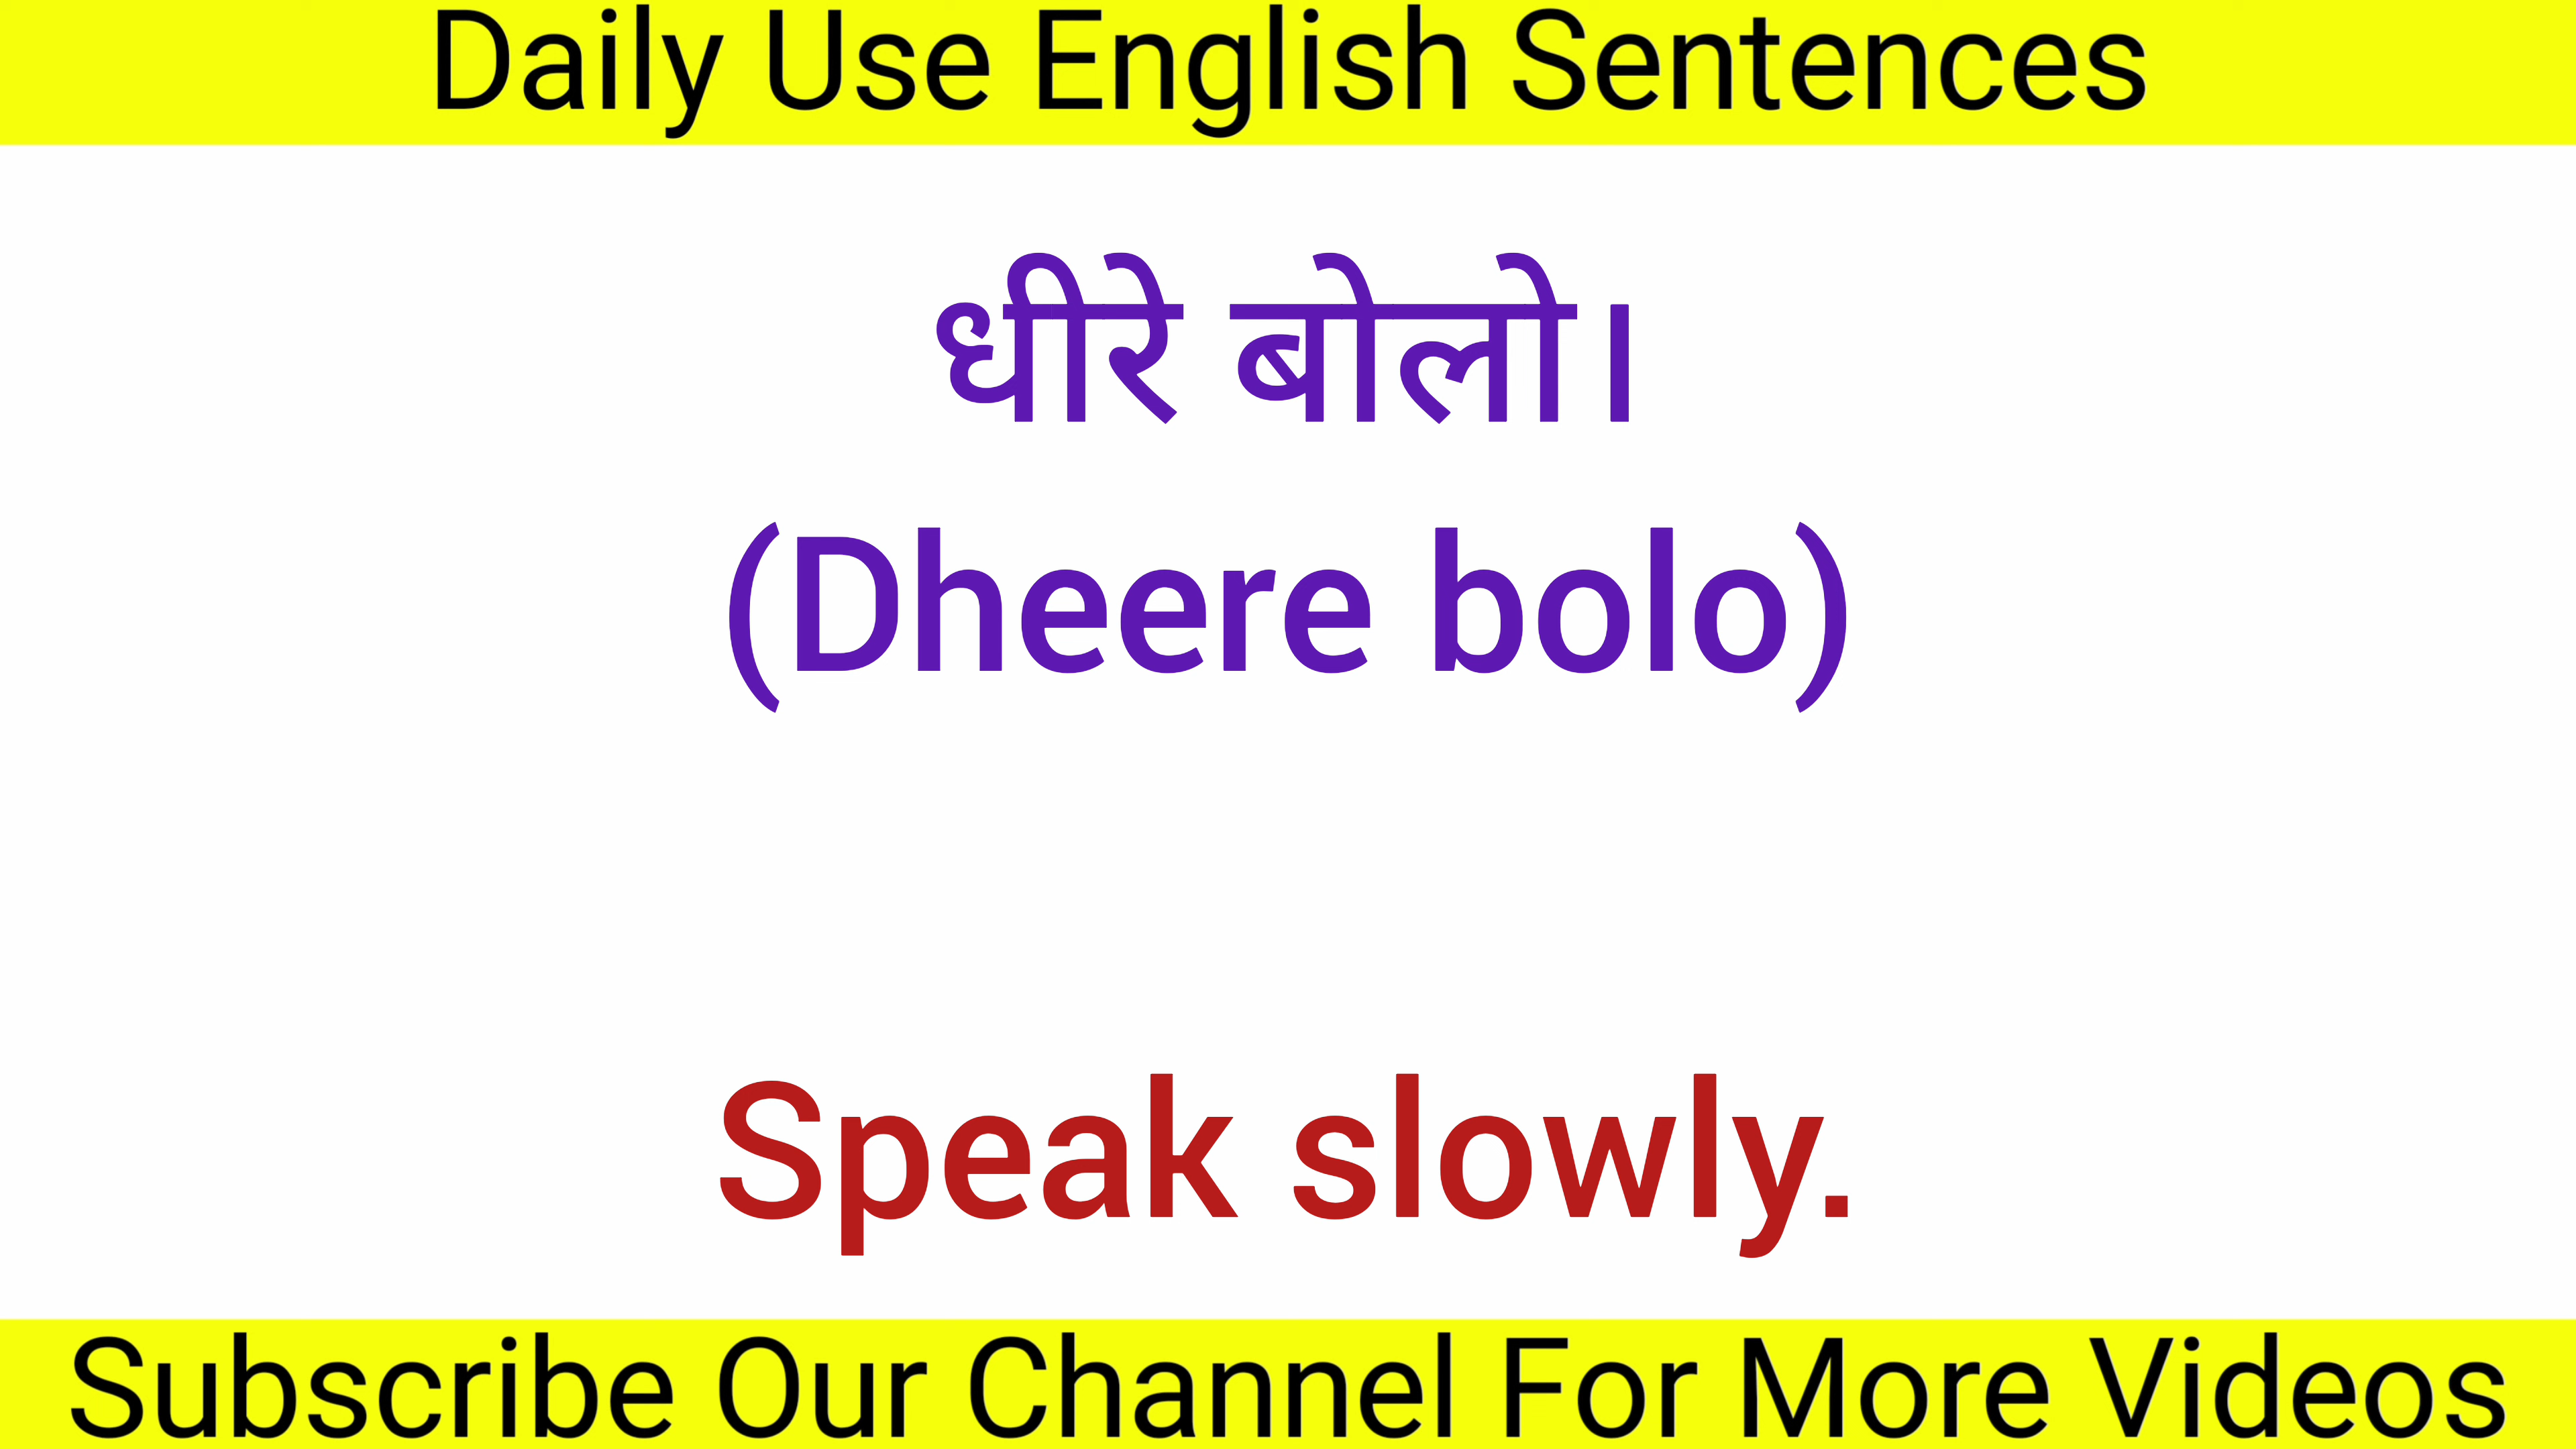 Daily Use English Sentences
धीरे बोलो।
(Dheere bolo)
Speak slowly.
Subscribe Our Channel For More Videos